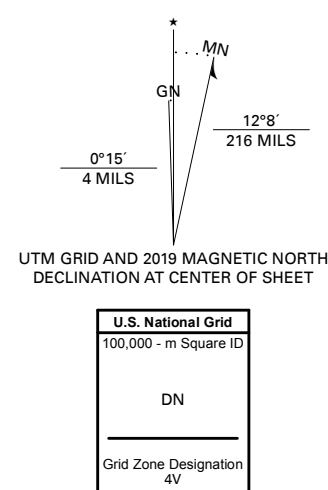 ★
MN
GN
12°8´
216 MILS
0°15´
4 MILS
UTM GRID AND 2019 MAGNETIC NORTH
DECLINATION AT CENTER OF SHEET
U.S. National Grid
100,000 - m Square ID
DN
Grid Zone Designation
4V